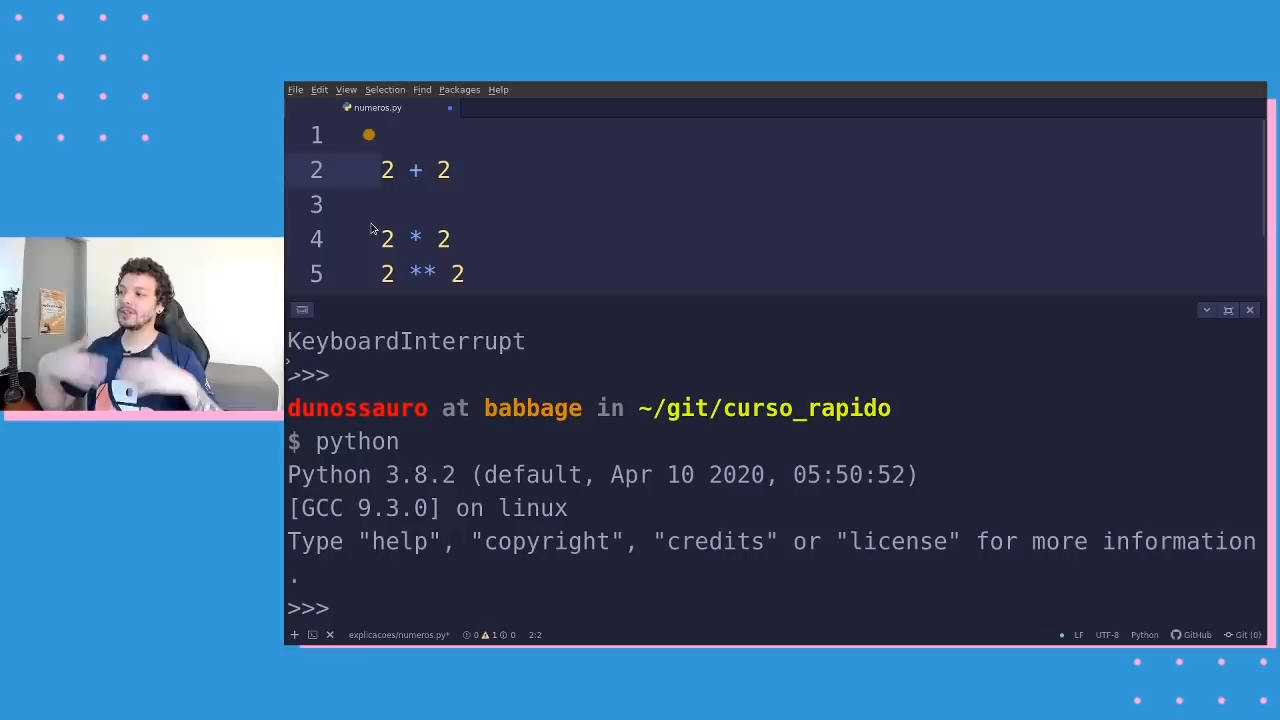 File Edit View Selection Find Packages Help
numeros.py
1
2 2 + 2
3
4 2 * 2
5 2 ** 2
KeyboardInterrupt
>>>
dunossauro at babbage in ~/git/curso_rapido
$ python
Python 3.8.2 (default, Apr 10 2020, 05:50:52)
[GCC 9.3.0] on linux
Type "help", "copyright", "credits" or "license" for more information
.
>>>
explicacoes/numeros.py* 0 1 0 2:2 LF UTF-8 Python GitHub Git (0)